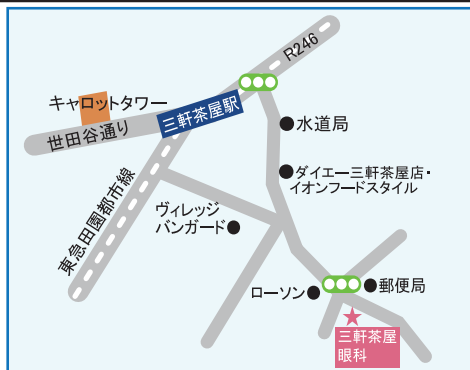 R246
キャロットタワー
三軒茶屋駅
世田谷通り
水道局
東急田園都市線
ダイエー三軒茶屋店・
イオンフードスタイル
ヴィレッジ
バンガード
ローソン
郵便局
三軒茶屋
眼科